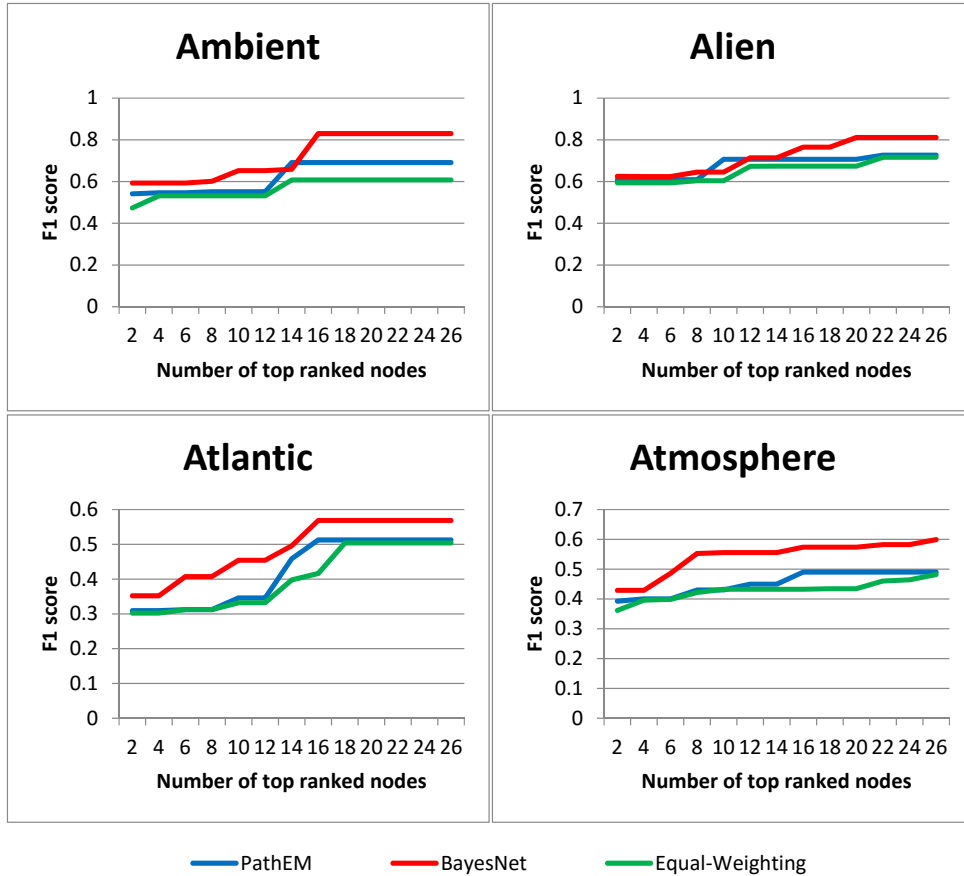 Ambient
1
0.8
0.6
0.4
0.2
0
F1 score
2 4 6 8 10 12 14 16 18 20 22 24 26
Number of top ranked nodes
Alien
1
0.8
0.6
0.4
0.2
0
F1 score
2 4 6 8 10 12 14 16 18 20 22 24 26
Number of top ranked nodes
Atlantic
0.6
0.5
0.4
0.3
0.2
0.1
0
F1 score
2 4 6 8 10 12 14 16 18 20 22 24 26
Number of top ranked nodes
Atmosphere
0.7
0.6
0.5
0.4
0.3
0.2
0.1
0
F1 score
2 4 6 8 10 12 14 16 18 20 22 24 26
Number of top ranked nodes
PathEM BayesNet Equal-Weighting